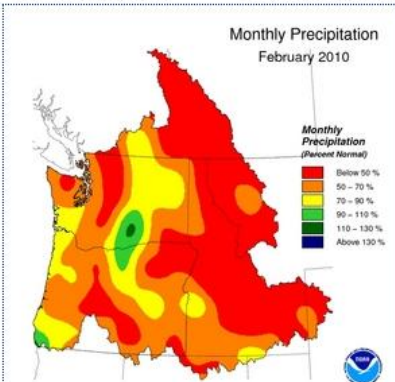 Monthly Precipitation
February 2010
Monthly
Precipitation
(Percent Normal)
Below 50 %
50 – 70 %
70 – 90 %
90 – 110 %
110 – 130 %
Above 130 %